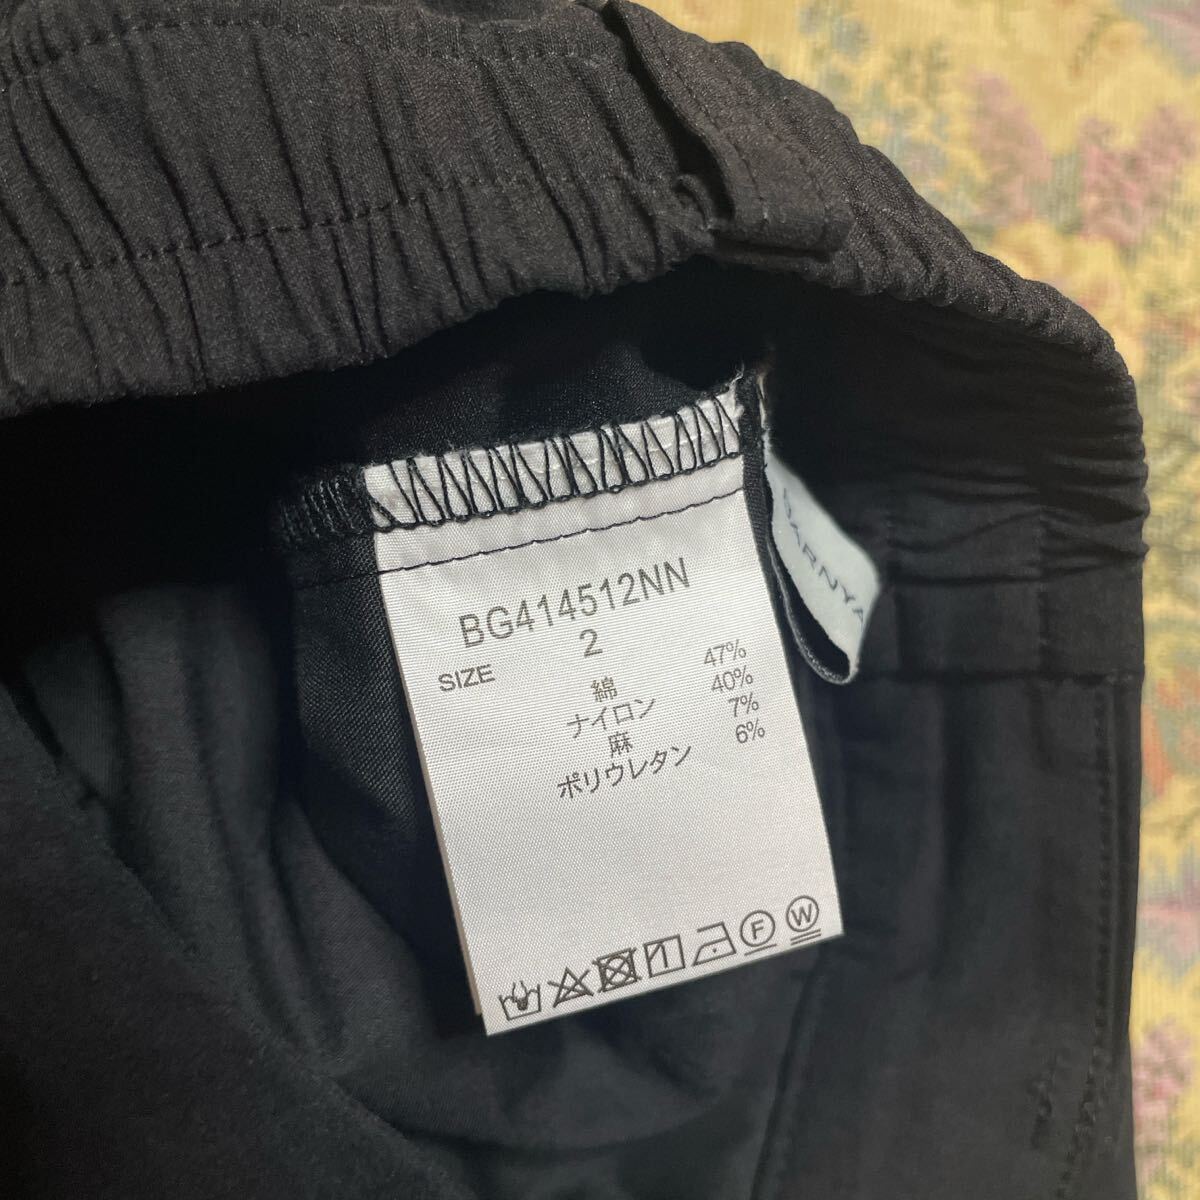 BG414512NN
SIZE 2
綿 47%
ナイロン 40%
麻 7%
ポリウレタン 6%
F W